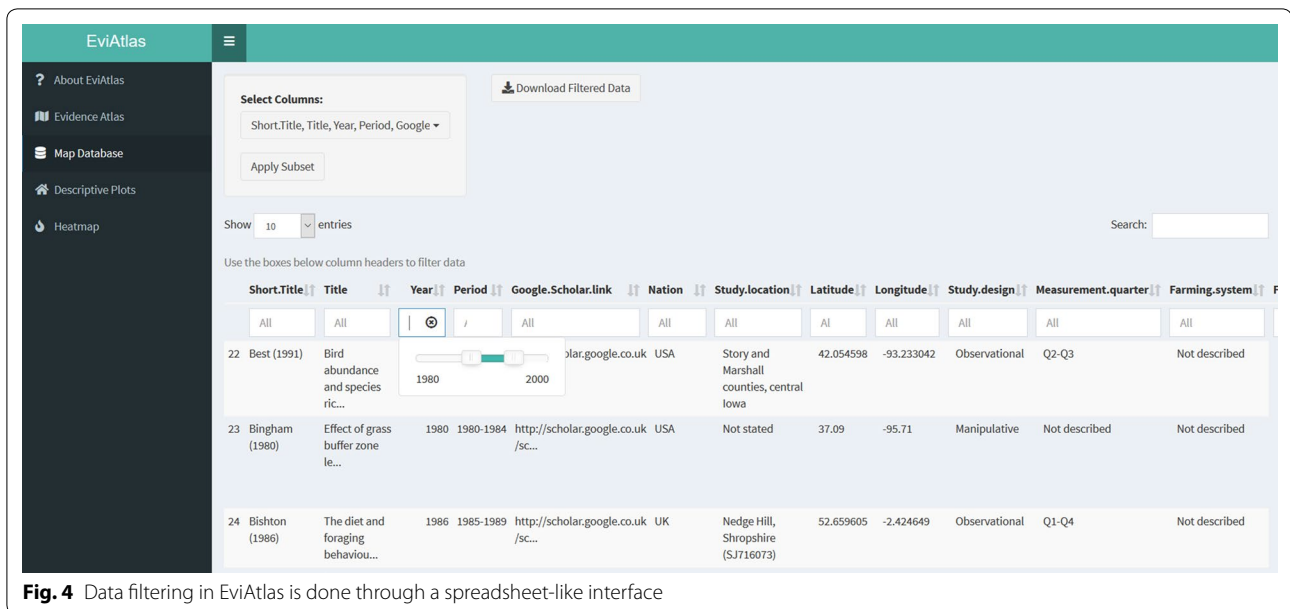 EviAtlas
? About EviAtlas
Evidence Atlas
Map Database
Descriptive Plots
Heatmap
Select Columns:
Short.Title, Title, Year, Period, Google
Apply Subset
Download Filtered Data
Show 10 entries
Search:
Use the boxes below column headers to filter data
Short.Title Title Year Period Google.Scholar.link Nation Study.location Latitude Longitude Study.design Measurement.quarter Farming.system F
All All All All All Al All All All All
22 Best (1991) Bird olar.google.co.uk USA Story and 42.054598 -93.233042 Observational Q2-Q3 Not described
abundance Marshall
and species 1980 2000 counties, central
ric... Iowa
23 Bingham Effect of grass 1980 1980-1984 http://scholar.google.co.uk USA Not stated 37.09 -95.71 Manipulative Not described Not described
(1980) buffer zone /sc...
le...
24 Bishton The diet and 1986 1985-1989 http://scholar.google.co.uk UK Nedge Hill, 52.659605 -2.424649 Observational Q1-Q4 Not described
(1986) foraging /sc... Shropshire
behaviou... (SJ716073)
Fig. 4 Data filtering in EviAtlas is done through a spreadsheet-like interface